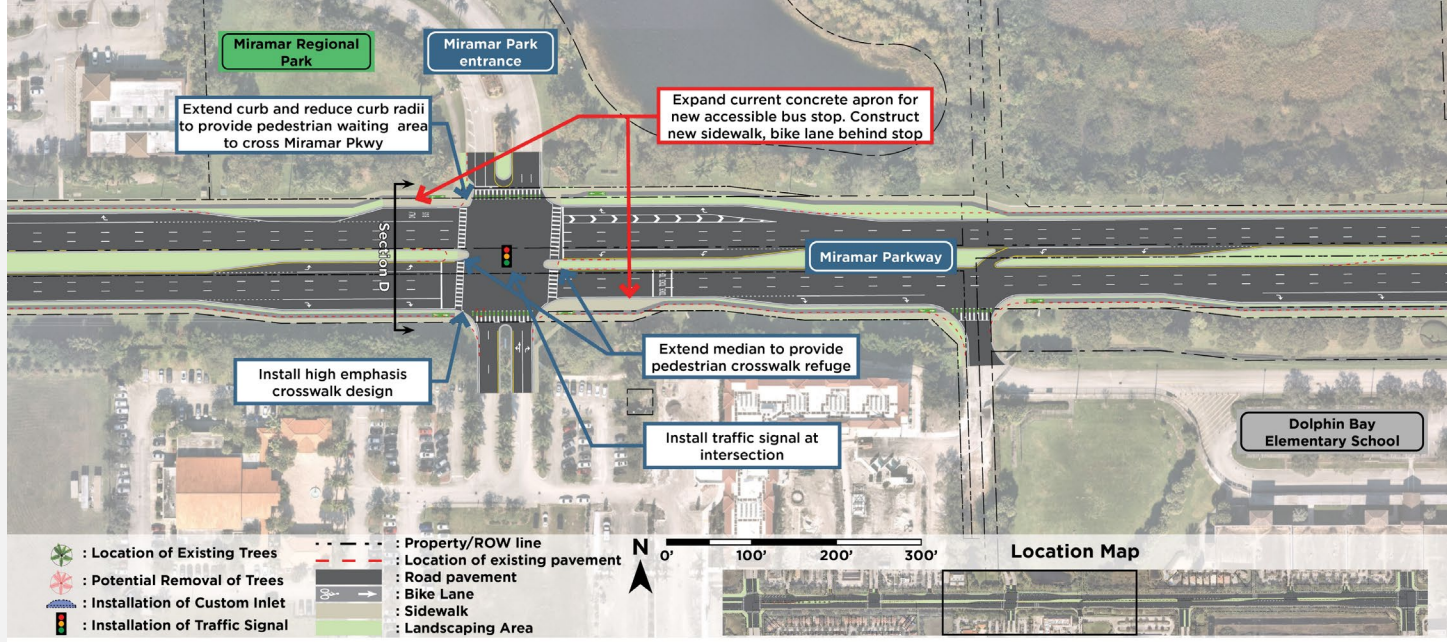 Miramar Regional
Park
Miramar Park
entrance
Extend curb and reduce curb radii
to provide pedestrian waiting area
to cross Miramar Pkwy
Expand current concrete apron for
new accessible bus stop. Construct
new sidewalk, bike lane behind stop
Section D
Miramar Parkway
Install high emphasis
crosswalk design
Extend median to provide
pedestrian crosswalk refuge
Install traffic signal at
intersection
Dolphin Bay
Elementary School
: Location of Existing Trees
: Potential Removal of Trees
: Installation of Custom Inlet
: Installation of Traffic Signal
: Property/ROW line
: Location of existing pavement
: Road pavement
: Bike Lane
: Sidewalk
: Landscaping Area
N
0' 100' 200' 300'
Location Map